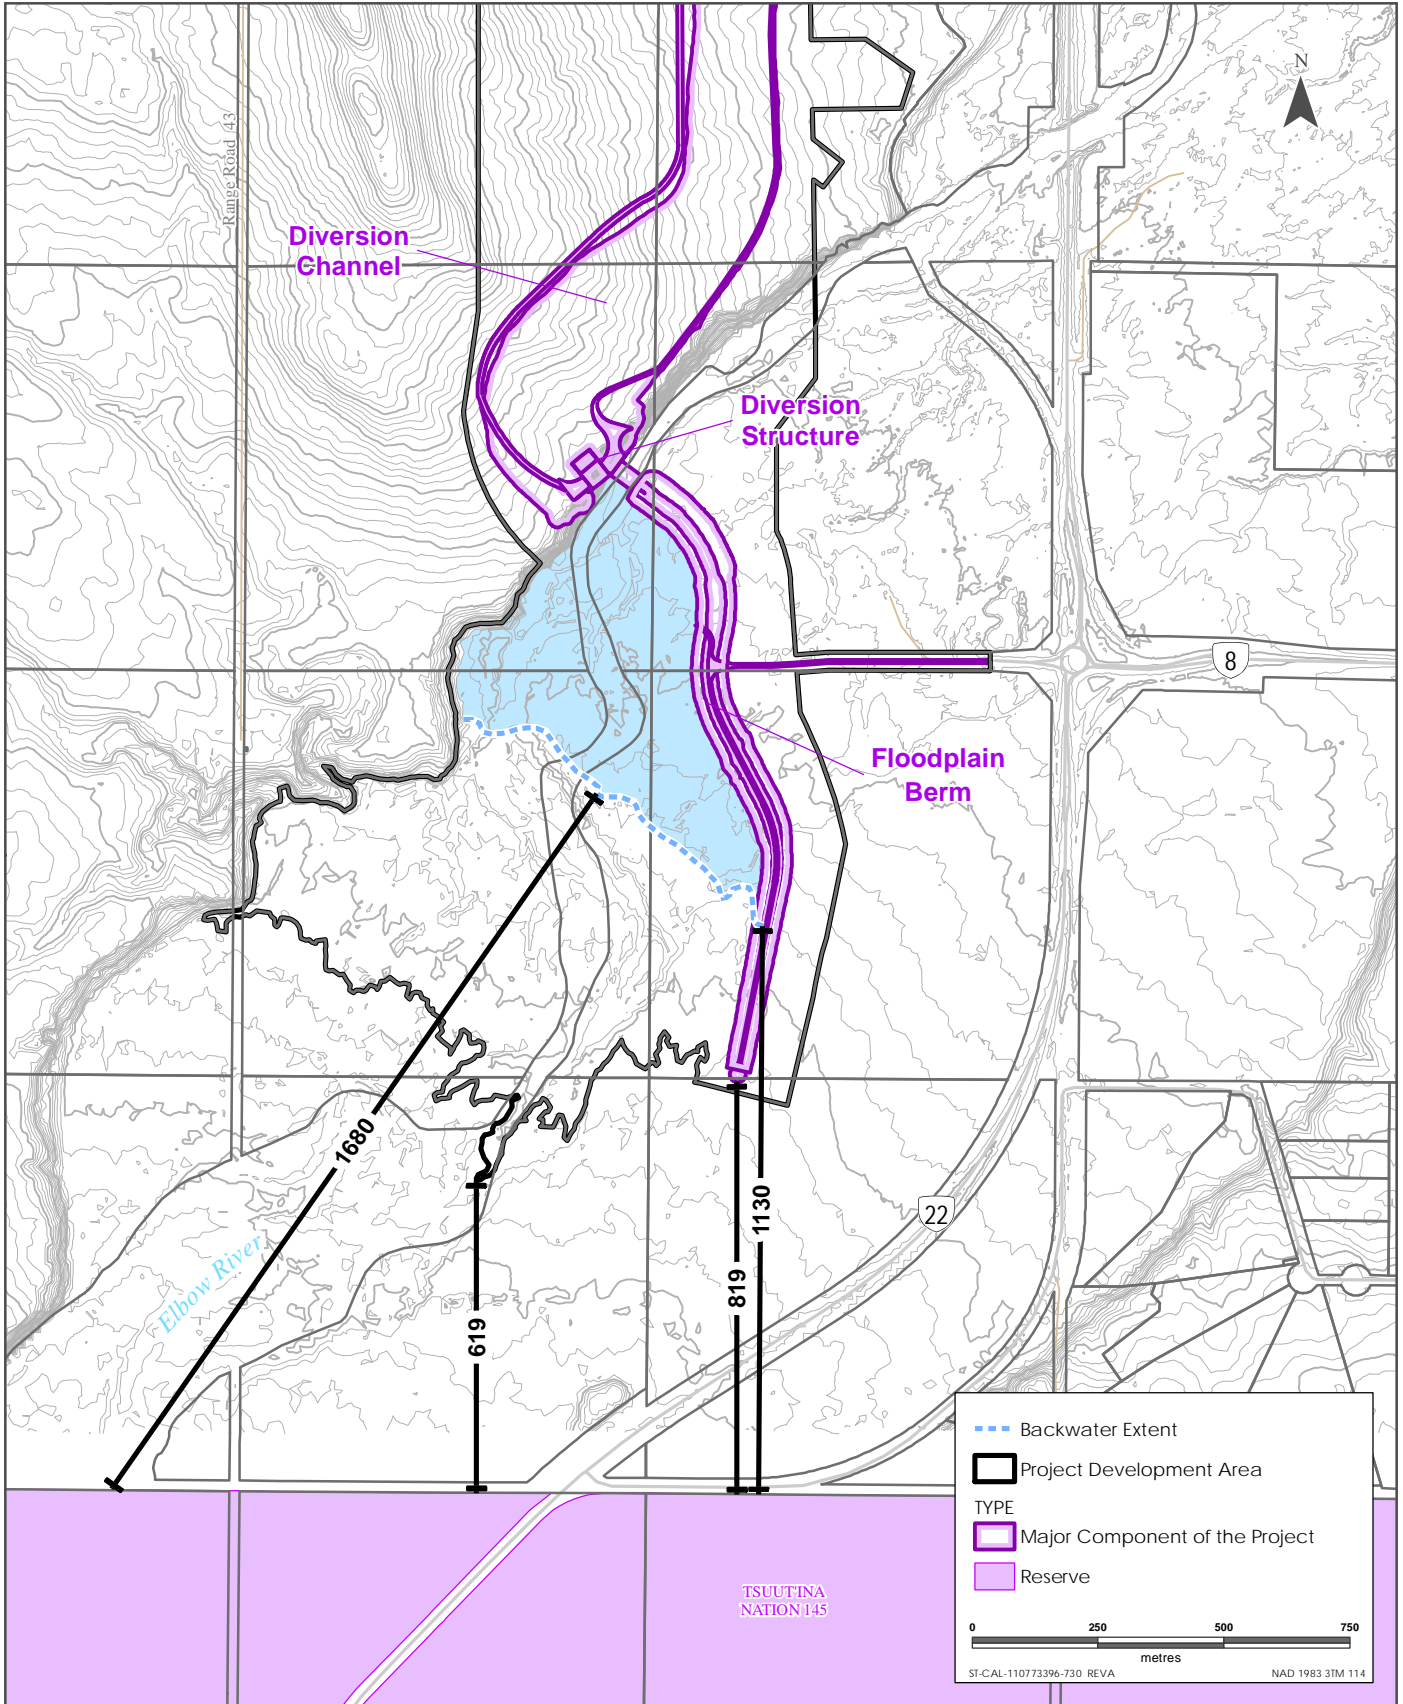 N
Range Road 43
Diversion
Channel
Diversion
Structure
8
Floodplain
Berm
1680
1130
22
Elbow River
819
619
Backwater Extent
Project Development Area
TYPE
Major Component of the Project
Reserve
TSUUT'INA
NATION 145
0 250 500 750
metres
ST-CAL-110773396-730 REVA NAD 1983 3TM 114